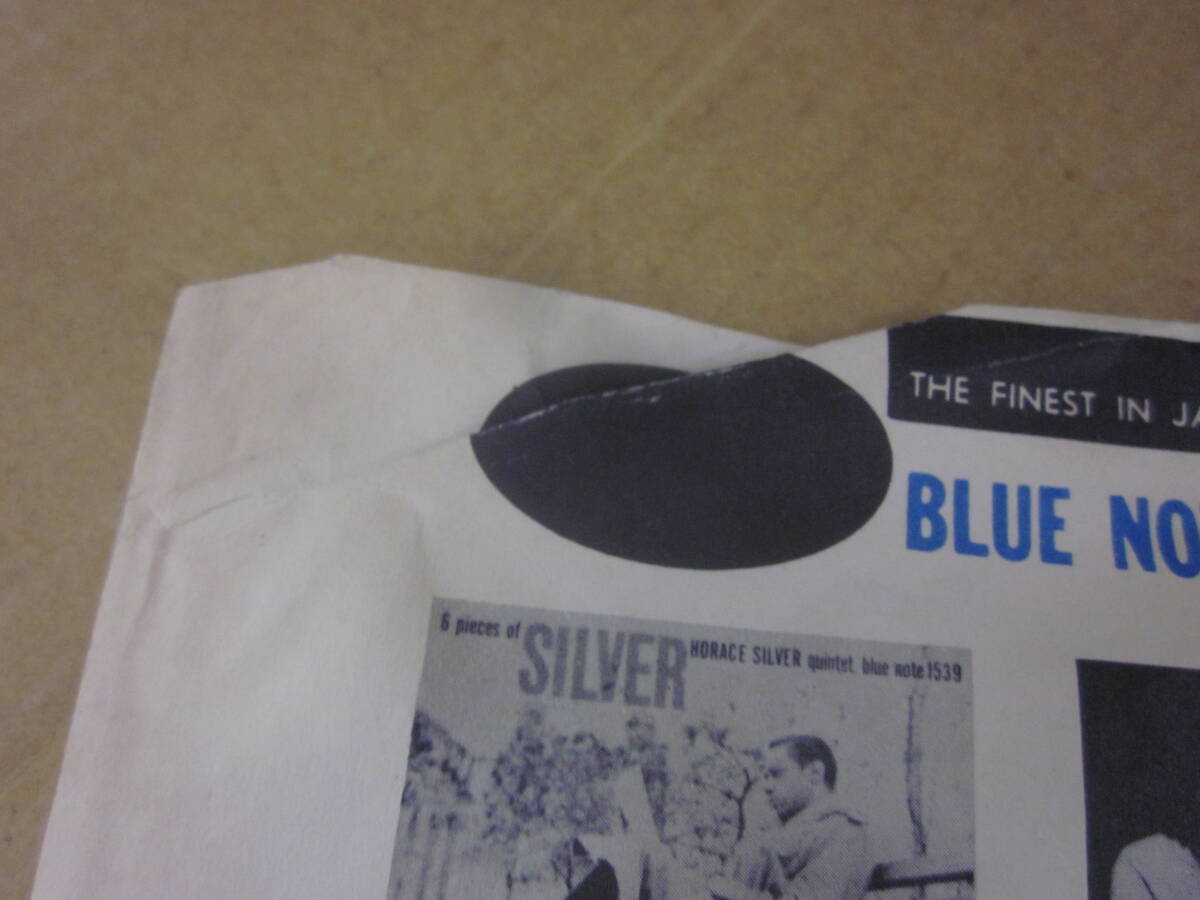 THE FINEST IN JA
BLUE NO
6 pieces of SILVER HORACE SILVER quintet, blue note 1539